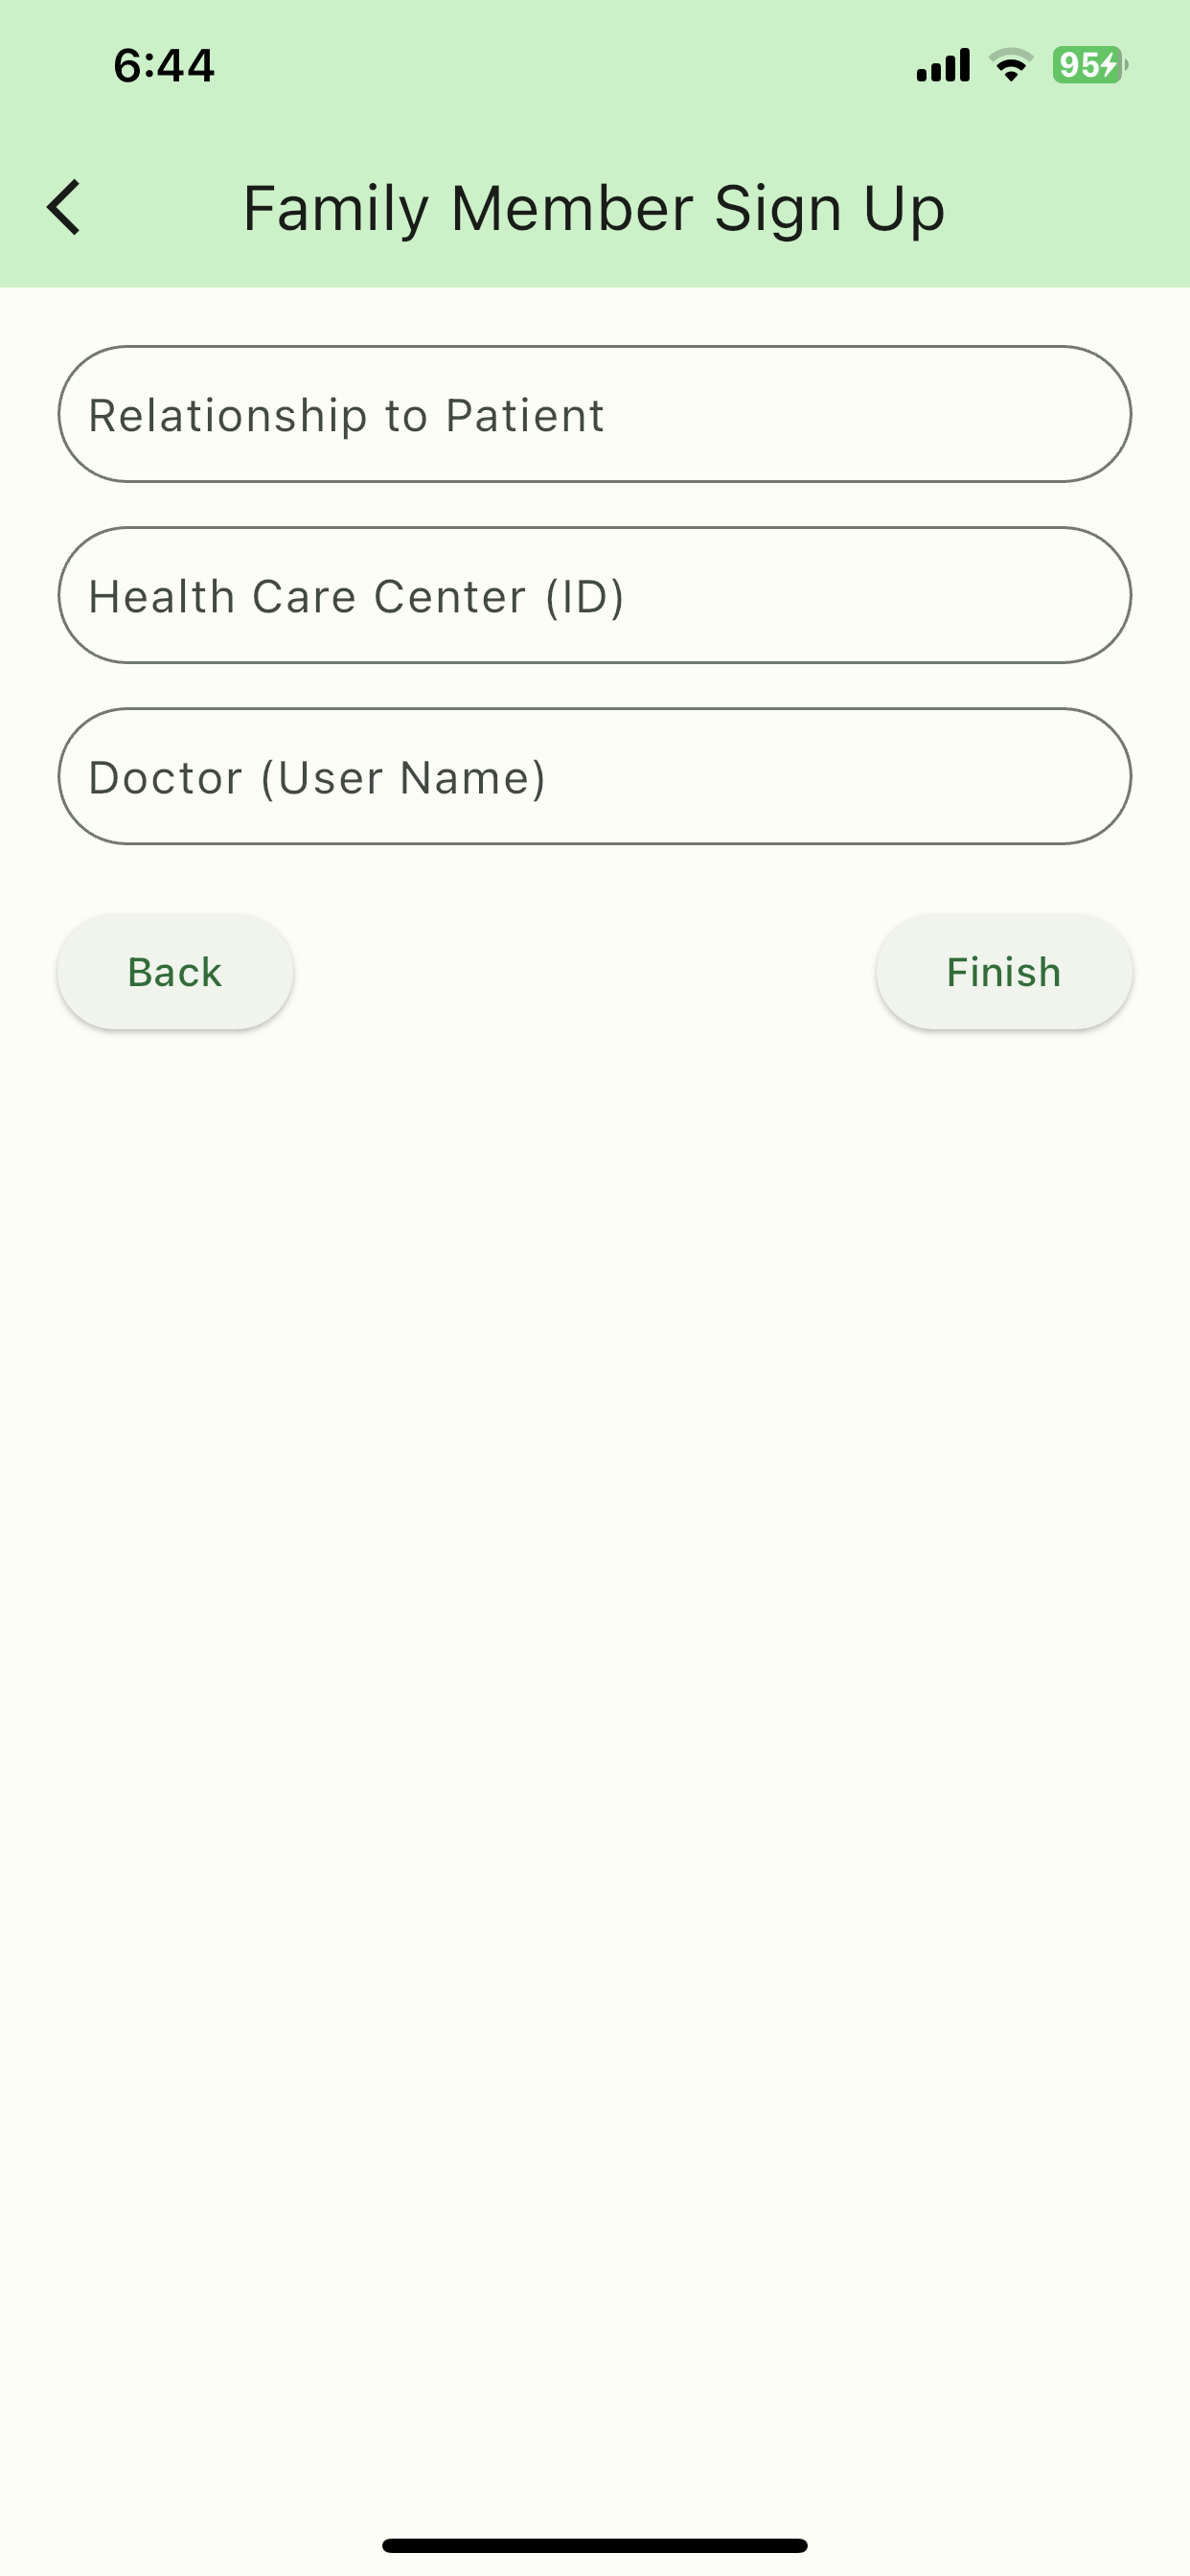 6:44
95
Family Member Sign Up
Relationship to Patient
Health Care Center (ID)
Doctor (User Name)
Back
Finish